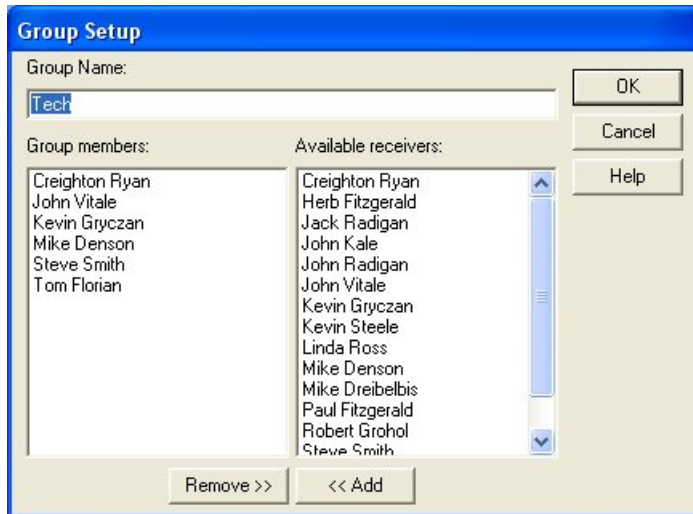 Group Setup
Group Name:
Tech
OK
Cancel
Help
Group members:
Creighton Ryan
John Vitale
Kevin Gryczan
Mike Denson
Steve Smith
Tom Florian
Available receivers:
Creighton Ryan
Herb Fitzgerald
Jack Radigan
John Kale
John Radigan
John Vitale
Kevin Gryczan
Kevin Steele
Linda Ross
Mike Denson
Mike Dreibelbis
Paul Fitzgerald
Robert Grohol
Steve Smith
Remove >>
<< Add